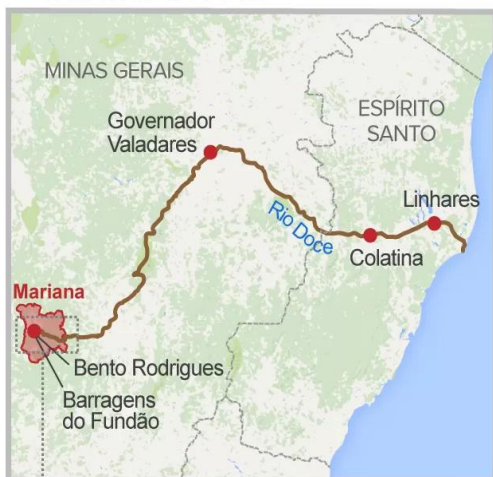 MINAS GERAIS
ESPÍRITO
SANTO
Governador
Valadares
Linhares
Rio Doce
Colatina
Mariana
Bento Rodrigues
Barragens
do Fundão